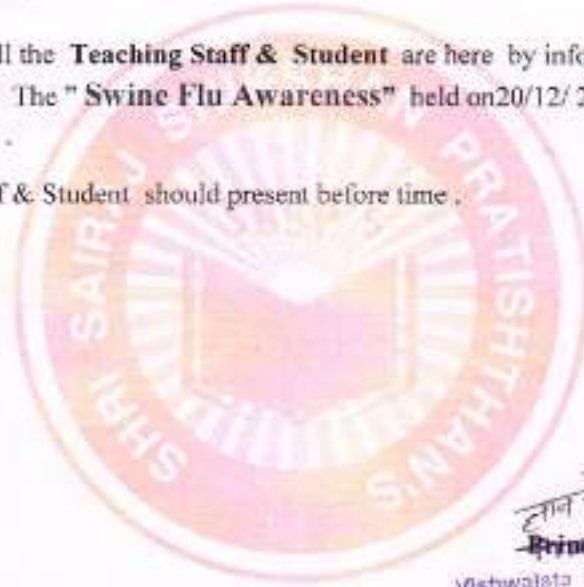 ll the Teaching Staff & Student are here by info
The " Swine Flu Awareness" held on20/12/ 2
.
f & Student should present before time .
SHRI SAIRAJ PRATISHTHAN'S
Prin
Vishwalata